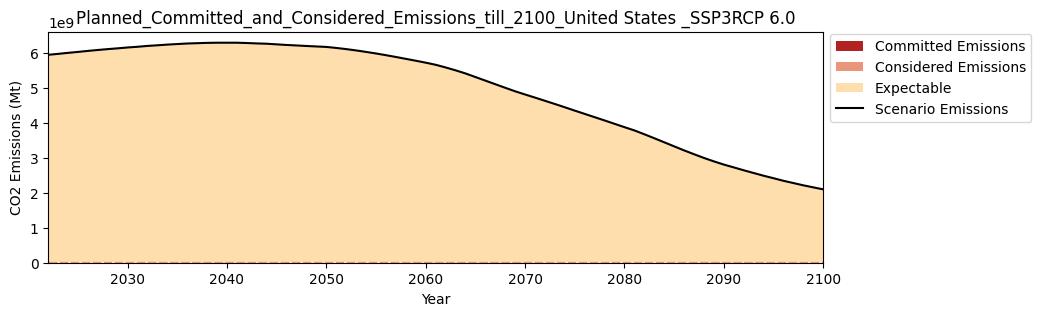 Planned_Committed_and_Considered_Emissions_till_2100_United States _SSP3RCP 6.0
1e9
CO2 Emissions (Mt)
6
5
4
3
2
1
0
2030 2040 2050 2060 2070 2080 2090 2100
Year
Committed Emissions
Considered Emissions
Expectable
Scenario Emissions